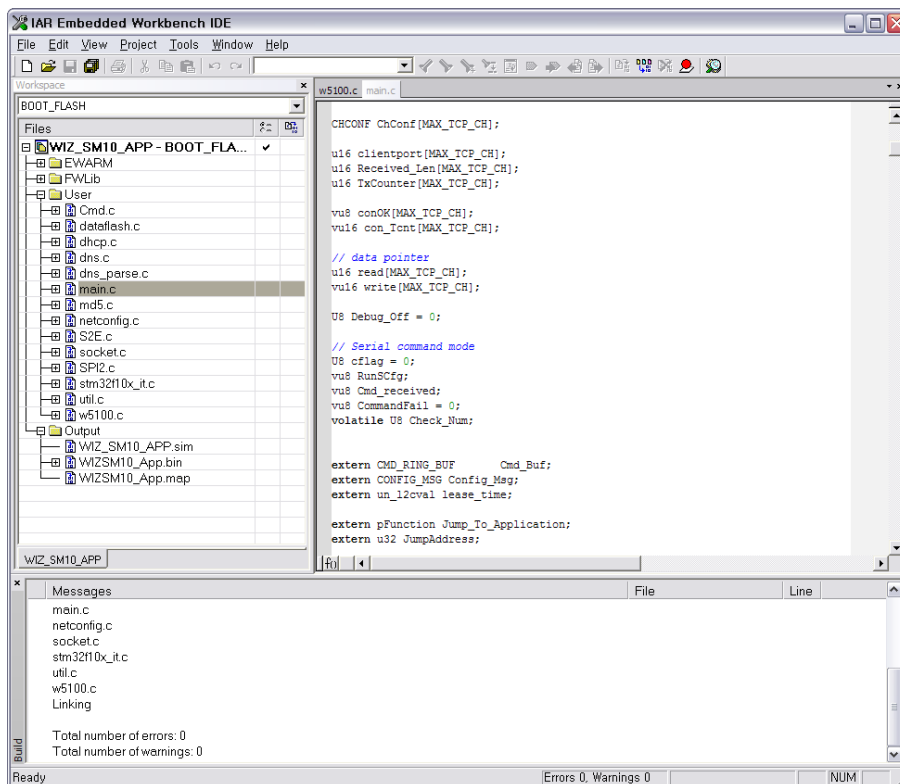 IAR Embedded Workbench IDE
File Edit View Project Tools Window Help
Workspace
BOOT_FLASH
Files
WIZ_SM10_APP - BOOT_FLA...
EWARM
FWLib
User
Cmd.c
dataflash.c
dhcp.c
dns.c
dns_parse.c
main.c
md5.c
netconfig.c
S2E.c
socket.c
SPI2.c
stm32f10x_it.c
util.c
w5100.c
Output
WIZ_SM10_APP.sim
WIZSM10_App.bin
WIZSM10_App.map
WIZ_SM10_APP
w5100.c main.c
CHCONF ChConf[MAX_TCP_CH];
u16 clientport[MAX_TCP_CH];
u16 Received_Len[MAX_TCP_CH];
u16 TxCounter[MAX_TCP_CH];
vu8 conOK[MAX_TCP_CH];
vu16 con_Tcnt[MAX_TCP_CH];
// data pointer
u16 read[MAX_TCP_CH];
vu16 write[MAX_TCP_CH];
U8 Debug_Off = 0;
// Serial command mode
U8 cflag = 0;
vu8 RunSCfg;
vu8 Cmd_received;
vu8 CommandFail = 0;
volatile U8 Check_Num;
extern CMD_RING_BUF Cmd_Buf;
extern CONFIG_MSG Config_Msg;
extern un_l2cval lease_time;
extern pFunction Jump_To_Application;
extern u32 JumpAddress;
f()
Messages File Line
main.c
netconfig.c
socket.c
stm32f10x_it.c
util.c
w5100.c
Linking
Total number of errors: 0
Total number of warnings: 0
Build
Ready Errors 0, Warnings 0 NUM